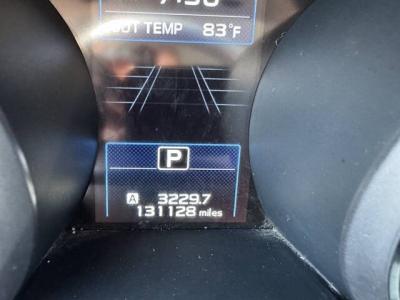 OUT TEMP 83°F
P
A 3229.7
131128 miles